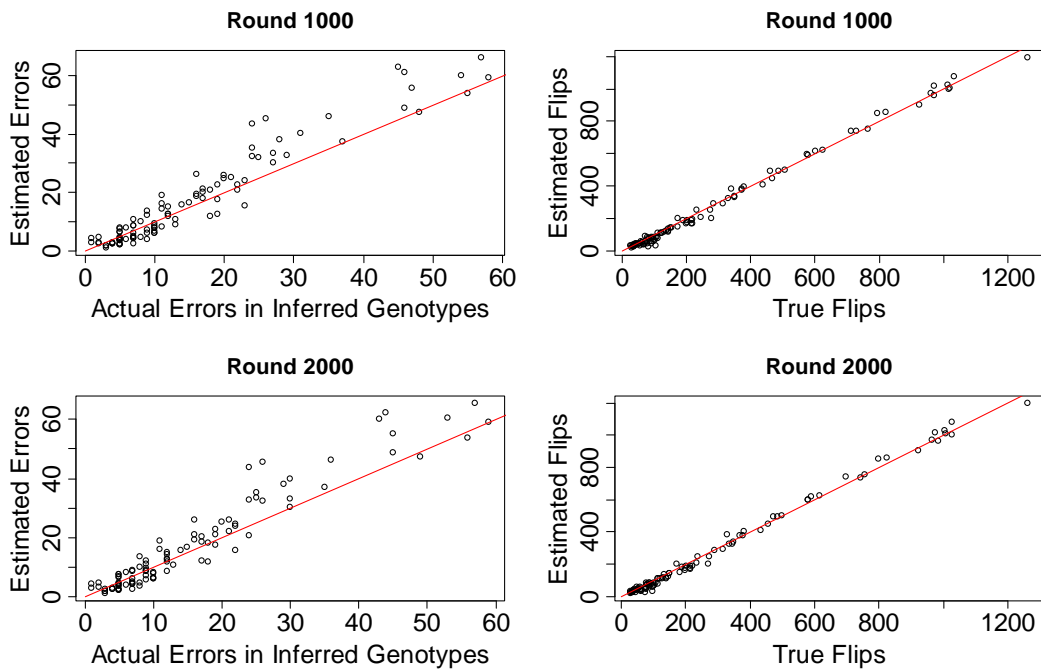 Round 1000
Estimated Errors
60
40
20
0
0 10 20 30 40 50 60
Actual Errors in Inferred Genotypes
Round 1000
Estimated Flips
800
400
0
0 200 400 600 800 1200
True Flips
Round 2000
Estimated Errors
60
40
20
0
0 10 20 30 40 50 60
Actual Errors in Inferred Genotypes
Round 2000
Estimated Flips
800
400
0
0 200 400 600 800 1200
True Flips